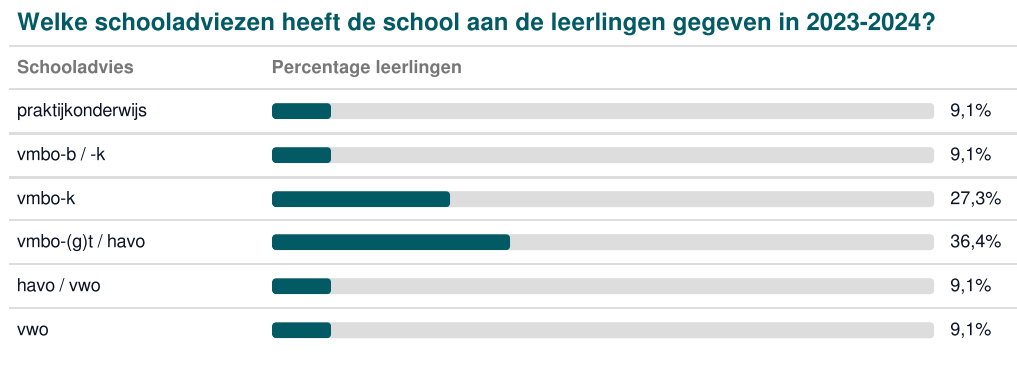 Welke schooladviezen heeft de school aan de leerlingen gegeven in 2023-2024?
Schooladvies Percentage leerlingen
praktijkonderwijs 9,1%
vmbo-b / -k 9,1%
vmbo-k 27,3%
vmbo-(g)t / havo 36,4%
havo / vwo 9,1%
vwo 9,1%